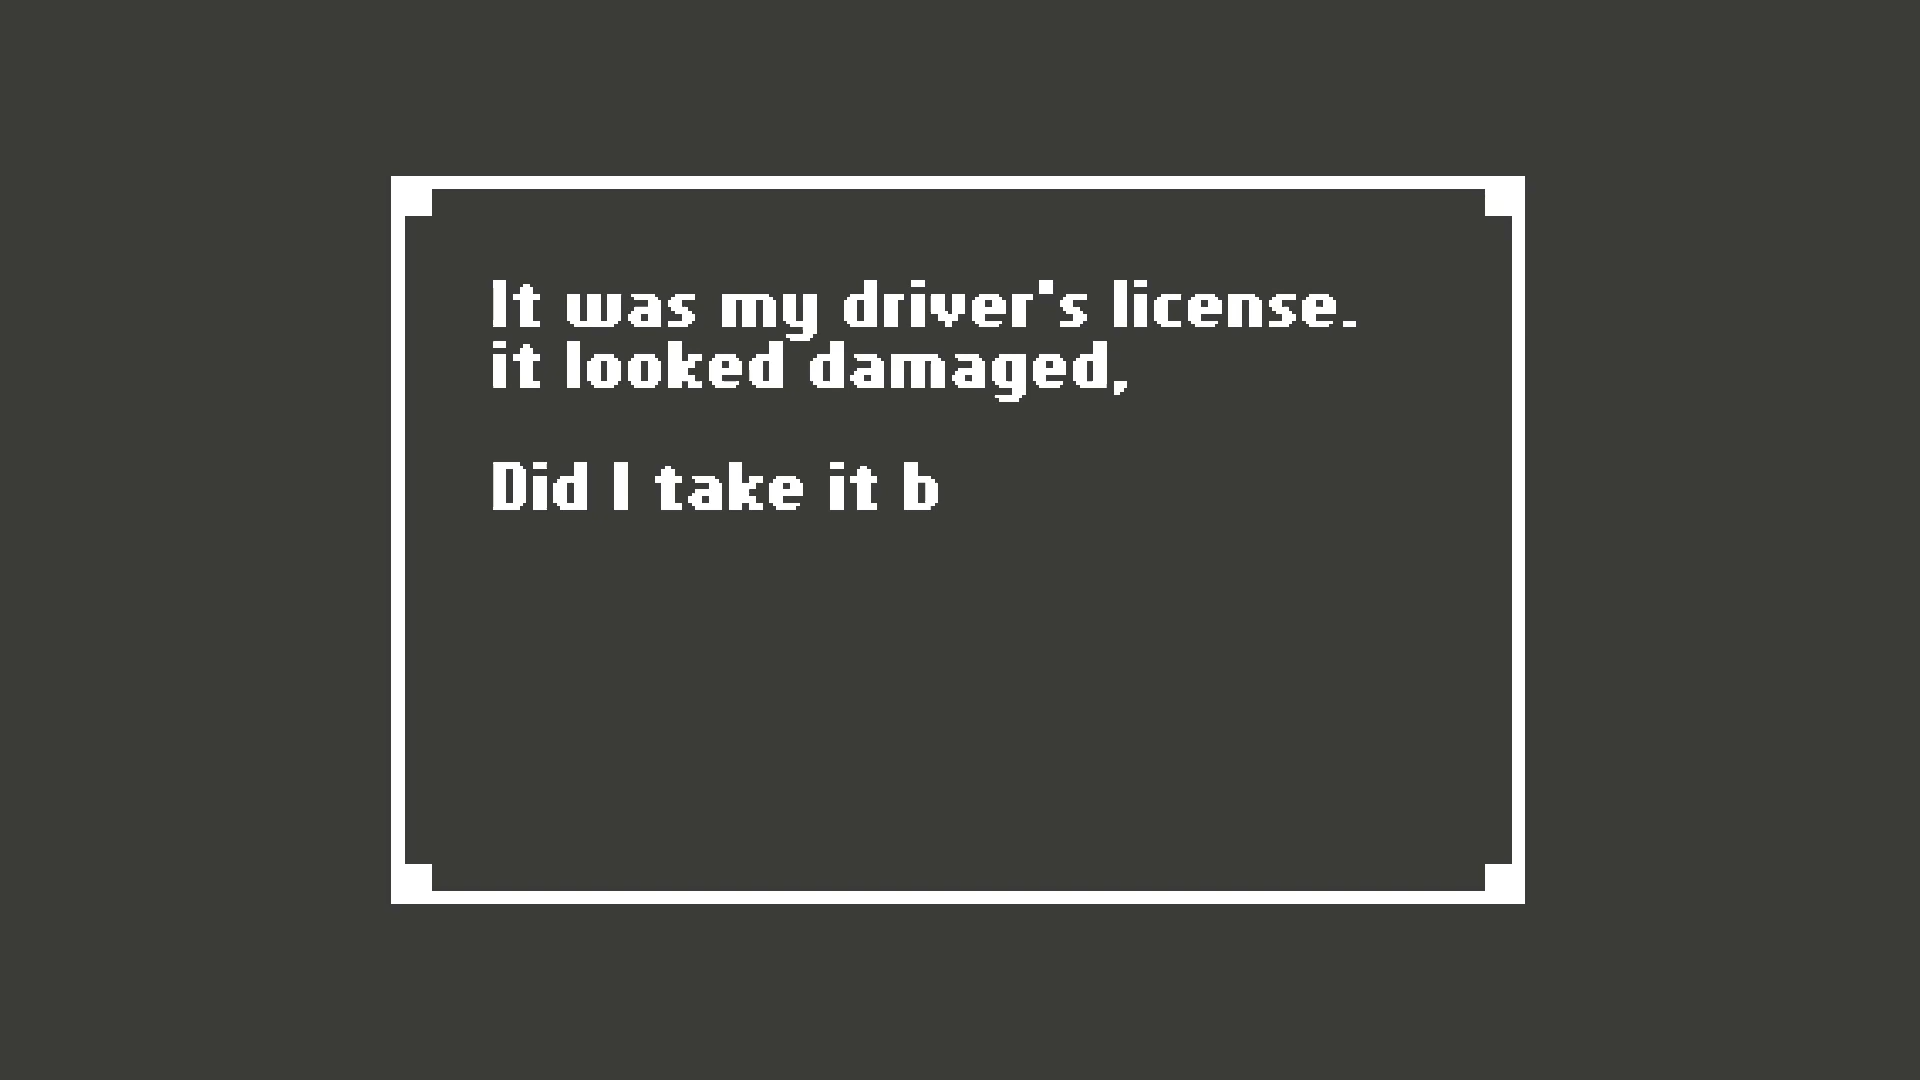 It was my driver's license.
it looked damaged,
Did I take it b